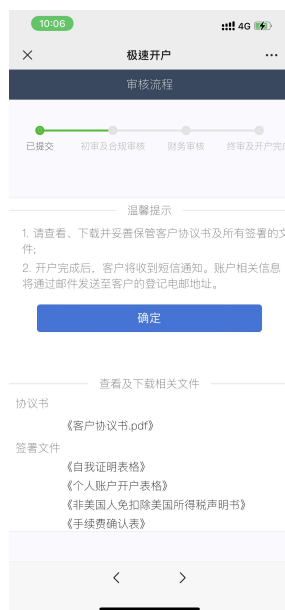 10:06
4G
极速开户
审核流程
已提交
初审及合规审核
财务审核
终审及开户完
温馨提示
1. 请查看、下载并妥善保管客户协议书及所有签署的文
件;
2. 开户完成后，客户将收到短信通知。账户相关信息
将通过邮件发送至客户的登记电邮地址。
确定
查看及下载相关文件
协议书
《客户协议书.pdf》
签署文件
《自我证明表格》
《个人账户开户表格》
《非美国人免扣除美国所得税声明书》
《手续费确认表》